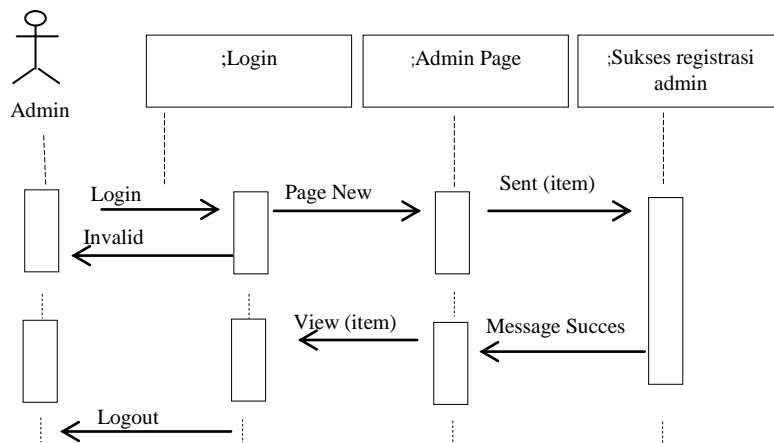 ;Login
;Admin Page
;Sukses registrasi
admin
Admin
Login
Page New
Sent (item)
Invalid
View (item)
Message Succes
Logout